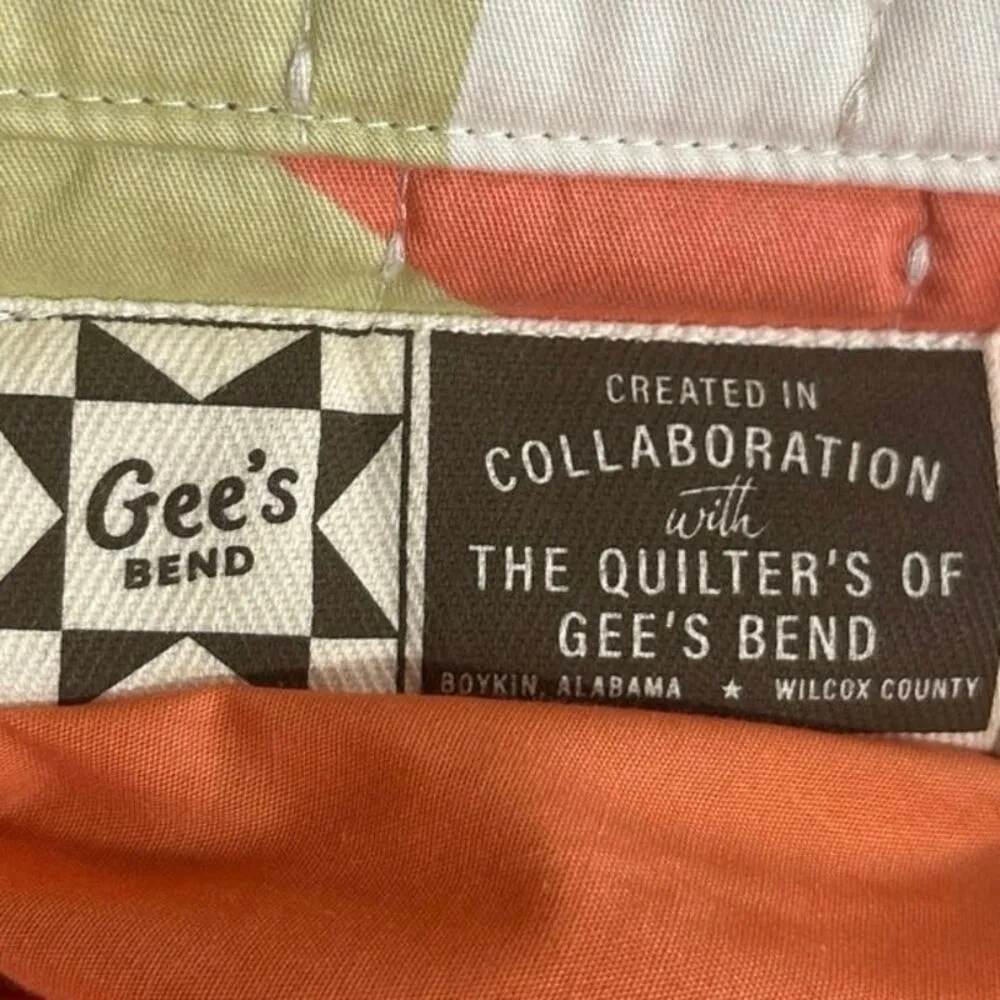 Gee's
BEND
CREATED IN
COLLABORATION
with
THE QUILTER'S OF
GEE'S BEND
BOYKIN, ALABAMA ★ WILCOX COUNTY